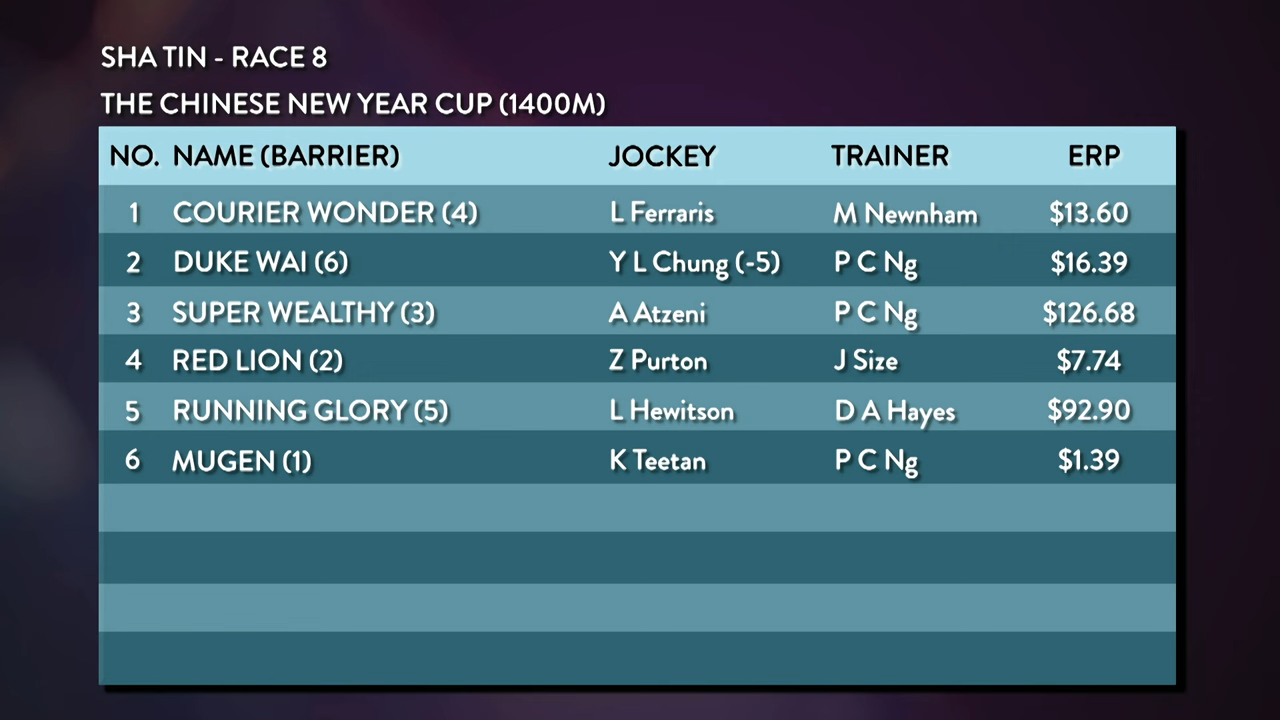 SHA TIN - RACE 8
THE CHINESE NEW YEAR CUP (1400M)
NO. NAME (BARRIER) JOCKEY TRAINER ERP
1 COURIER WONDER (4) L Ferraris M Newnham $13.60
2 DUKE WAI (6) Y L Chung (-5) P C Ng $16.39
3 SUPER WEALTHY (3) A Atzeni P C Ng $126.68
4 RED LION (2) Z Purton J Size $7.74
5 RUNNING GLORY (5) L Hewitson D A Hayes $92.90
6 MUGEN (1) K Teetan P C Ng $1.39